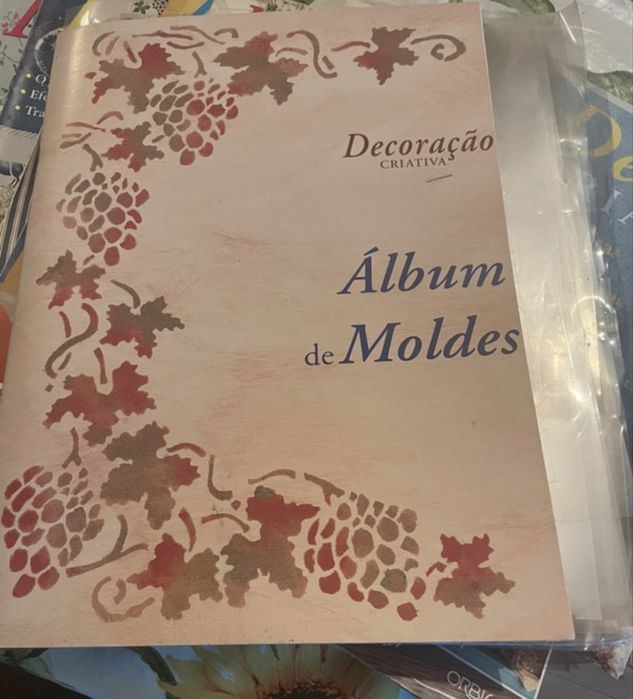 Decoração
CRIATIVA
Álbum
de Moldes